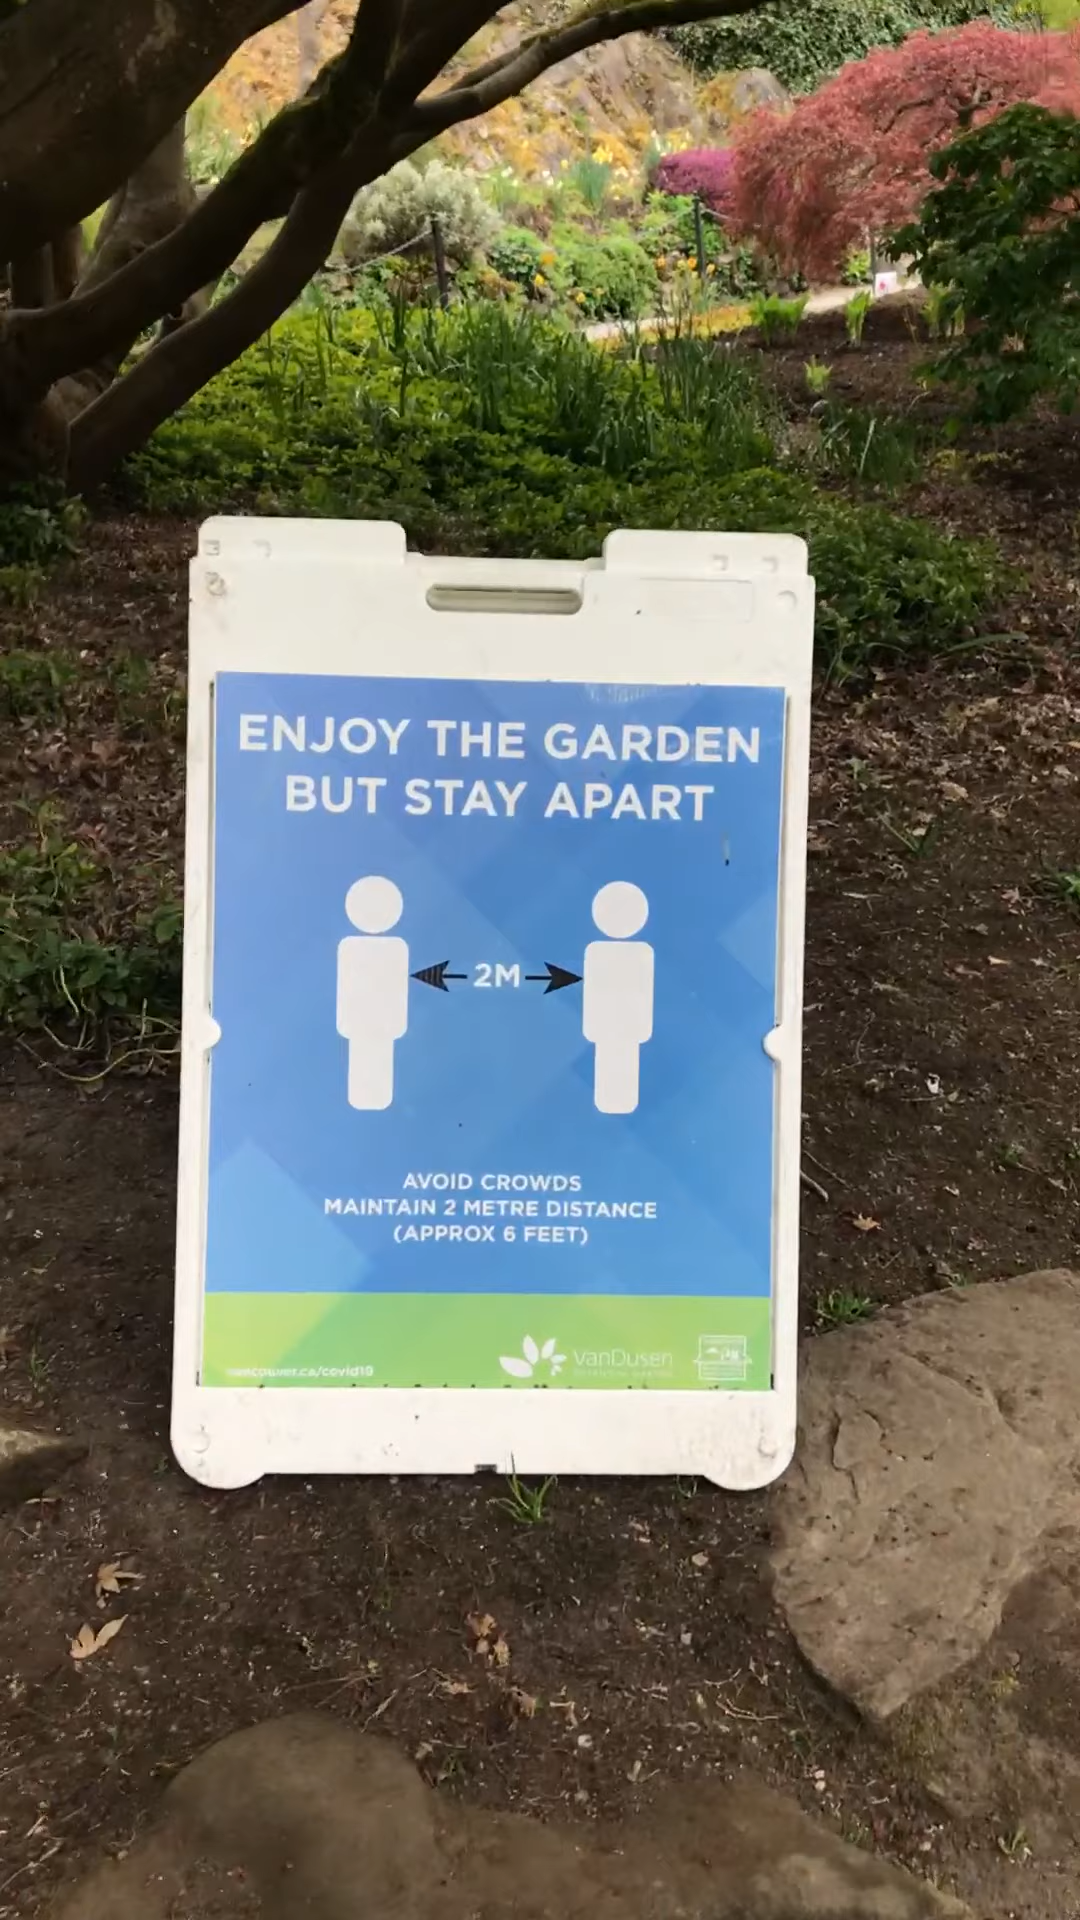 ENJOY THE GARDEN
BUT STAY APART
2M
AVOID CROWDS
MAINTAIN 2 METRE DISTANCE
(APPROX 6 FEET)
vancouver.ca/covid19
VanDusen